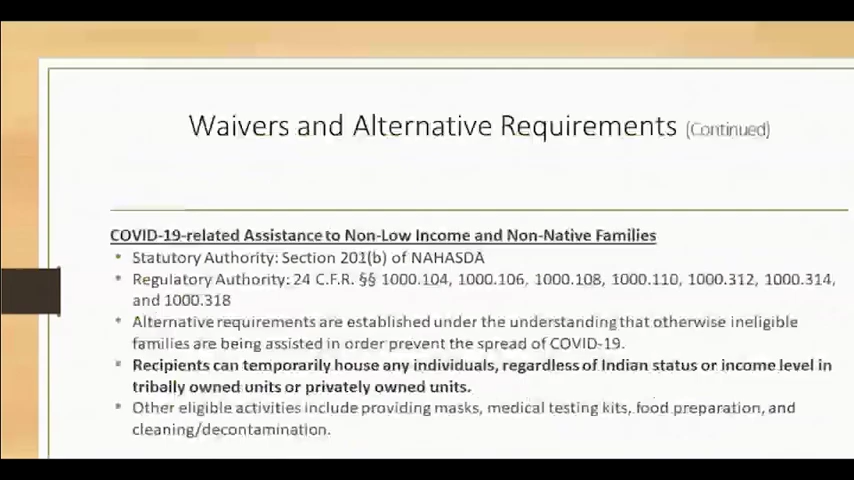 Waivers and Alternative Requirements (Continued)
COVID-19-related Assistance to Non-Low Income and Non-Native Families
• Statutory Authority: Section 201(b) of NAHASDA
• Regulatory Authority: 24 C.F.R. §§ 1000.104, 1000.106, 1000.108, 1000.110, 1000.312, 1000.314,
and 1000.318
• Alternative requirements are established under the understanding that otherwise ineligible
families are being assisted in order prevent the spread of COVID-19.
• Recipients can temporarily house any individuals, regardless of Indian status or income level in
tribally owned units or privately owned units.
• Other eligible activities include providing masks, medical testing kits, food preparation, and
cleaning/decontamination.